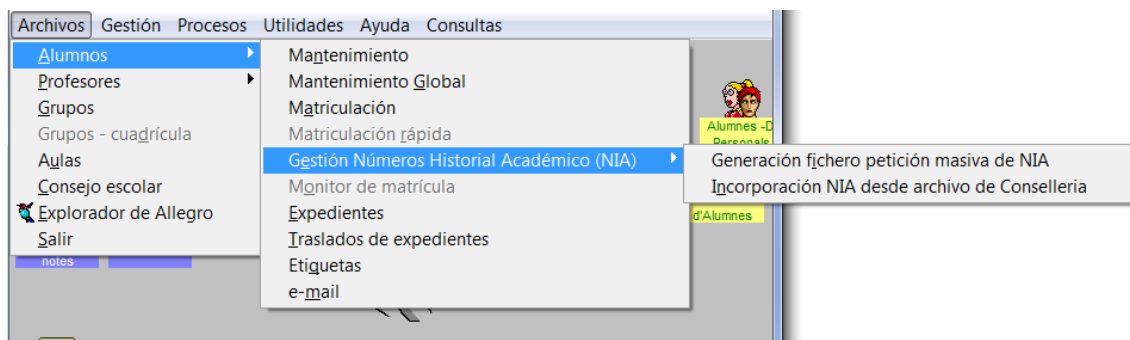 Archivos Gestión Procesos Utilidades Ayuda Consultas
Alumnos
Profesores
Grupos
Grupos - cuadrícula
Aulas
Consejo escolar
Explorador de Allegro
Salir
notes
Mantenimiento
Mantenimiento Global
Matriculación
Matriculación rápida
Gestión Números Historial Académico (NIA)
Monitor de matrícula
Expedientes
Traslados de expedientes
Etiquetas
e-mail
Alumnes -D
Personals
d'Alumnes
Generación fichero petición masiva de NIA
Incorporación NIA desde archivo de Conselleria